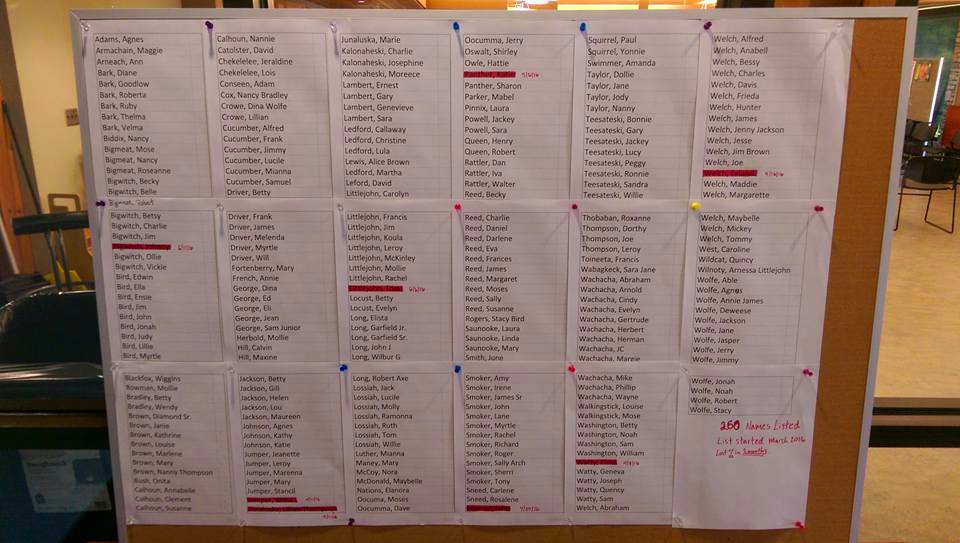 Adams, Agnes
Armachain, Maggie
Arneach, Ann
Bark, Diane
Bark, Goodlow
Bark, Roberta
Bark, Ruby
Bark, Thelma
Bark, Velma
Biddix, Nancy
Bigmeat, Mose
Bigmeat, Nancy
Bigmeat, Roseanne
Bigwitch, Becky
Bigwitch, Belle
Bigmeat, Robert
Calhoun, Nannie
Catolster, David
Chekelelee, Jeraldine
Chekelelee, Lois
Conseen, Adam
Cox, Nancy Bradley
Crowe, Dina Wolfe
Crowe, Lillian
Cucumber, Alfred
Cucumber, Frank
Cucumber, Jimmy
Cucumber, Lucile
Cucumber, Mianna
Cucumber, Samuel
Driver, Betty
Junaluska, Marie
Kalonaheski, Charlie
Kalonaheski, Josephine
Kalonaheski, Moreece
Lambert, Ernest
Lambert, Gary
Lambert, Genevieve
Lambert, Sara
Ledford, Callaway
Ledford, Christine
Ledford, Lula
Lewis, Alice Brown
Ledford, Martha
Leford, David
Littlejohn, Carolyn
Oocumma, Jerry
Oswalt, Shirley
Owle, Hattie
Panther, Sharon
Parker, Mabel
Pinnix, Laura
Powell, Jackey
Powell, Sara
Queen, Henry
Queen, Robert
Rattler, Dan
Rattler, Iva
Rattler, Walter
Reed, Becky
Squirrel, Paul
Squirrel, Yonnie
Swimmer, Amanda
Taylor, Dollie
Taylor, Jane
Taylor, Jody
Taylor, Nanny
Teesateski, Bonnie
Teesateski, Gary
Teesateski, Jackey
Teesateski, Lucy
Teesateski, Peggy
Teesateski, Ronnie
Teesateski, Sandra
Teesateski, Willie
Welch, Alfred
Welch, Anabell
Welch, Bessy
Welch, Charles
Welch, Davis
Welch, Frieda
Welch, Hunter
Welch, James
Welch, Jenny Jackson
Welch, Jesse
Welch, Jim Brown
Welch, Joe
Welch, Maddie
Welch, Margarette
Bigwitch, Betsy
Bigwitch, Charlie
Bigwitch, Jim
Bigwitch, Ollie
Bigwitch, Vickie
Bird, Edwin
Bird, Ella
Bird, Ensie
Bird, Jim
Bird, John
Bird, Jonah
Bird, Judy
Bird, Lillie
Bird, Myrtle
Driver, Frank
Driver, James
Driver, Melenda
Driver, Myrtle
Driver, Will
Fortenberry, Mary
French, Annie
George, Dina
George, Ed
George, Eli
George, Jean
George, Sam Junior
Herbold, Mollie
Hill, Calvin
Hill, Maxine
Littlejohn, Francis
Littlejohn, Jim
Littlejohn, Koula
Littlejohn, Leroy
Littlejohn, McKinley
Littlejohn, Mollie
Littlejohn, Rachel
Locust, Betty
Locust, Evelyn
Long, Elista
Long, Garfield Jr.
Long, Garfield Sr.
Long, John J
Long, Wilbur G
Reed, Charlie
Reed, Daniel
Reed, Darlene
Reed, Eva
Reed, Frances
Reed, James
Reed, Margaret
Reed, Moses
Reed, Sally
Reed, Susanne
Rogers, Stacy Bird
Saunooke, Laura
Saunooke, Linda
Saunooke, Mary
Smith, June
Thobaban, Roxanne
Thompson, Dorthy
Thompson, Joe
Thompson, Leroy
Toineeta, Francis
Wabagkeck, Sara Jane
Wachacha, Abraham
Wachacha, Arnold
Wachacha, Cindy
Wachacha, Evelyn
Wachacha, Gertrude
Wachacha, Herbert
Wachacha, Herman
Wachacha, JC
Wachacha, Margie
Welch, Maybelle
Welch, Mickey
Welch, Tommy
West, Caroline
Wildcat, Quincy
Wilnoty, Arnessa Littlejohn
Wolfe, Able
Wolfe, Agnes
Wolfe, Annie James
Wolfe, Deweese
Wolfe, Jackson
Wolfe, Jane
Wolfe, Jasper
Wolfe, Jerry
Wolfe, Jimmy
Blackfox, Wiggins
Bowman, Mollie
Bradley, Betty
Bradley, Wendy
Brown, Diamond Sr.
Brown, Janie
Brown, Kathrine
Brown, Louise
Brown, Marlene
Brown, Mary
Brown, Nanny Thompson
Bush, Onita
Calhoun, Annabelle
Calhoun, Clement
Calhoun, Susanne
Jackson, Betty
Jackson, Gill
Jackson, Helen
Jackson, Lou
Jackson, Maureen
Johnson, Agnes
Johnson, Kathy
Johnson, Katie
Jumper, Jeanette
Jumper, Leroy
Jumper, Marenna
Jumper, Mary
Jumper, Stancil
Long, Robert Axe
Lossiah, Jack
Lossiah, Lucile
Lossiah, Molly
Lossiah, Ramonna
Lossiah, Ruth
Lossiah, Tom
Lossiah, Willie
Luther, Mianna
Maney, Mary
McCoy, Nora
McDonald, Maybelle
Nations, Elanora
Oocuma, Moses
Oocumma, Dave
Smoker, Amy
Smoker, Irene
Smoker, James Sr
Smoker, John
Smoker, Lane
Smoker, Myrtle
Smoker, Rachel
Smoker, Richard
Smoker, Roger
Smoker, Sally Arch
Smoker, Sherri
Smoker, Tony
Sneed, Carlene
Sneed, Rosalene
Wachacha, Mike
Wachacha, Phillip
Wachacha, Wayne
Walkingstick, Louise
Walkingstick, Mose
Washington, Betty
Washington, Noah
Washington, Sam
Washington, William
Watty, Geneva
Watty, Joseph
Watty, Quency
Watty, Sam
Welch, Abraham
Wolfe, Jonah
Wolfe, Noah
Wolfe, Robert
Wolfe, Stacy
260 Names Listed
List started March 2016